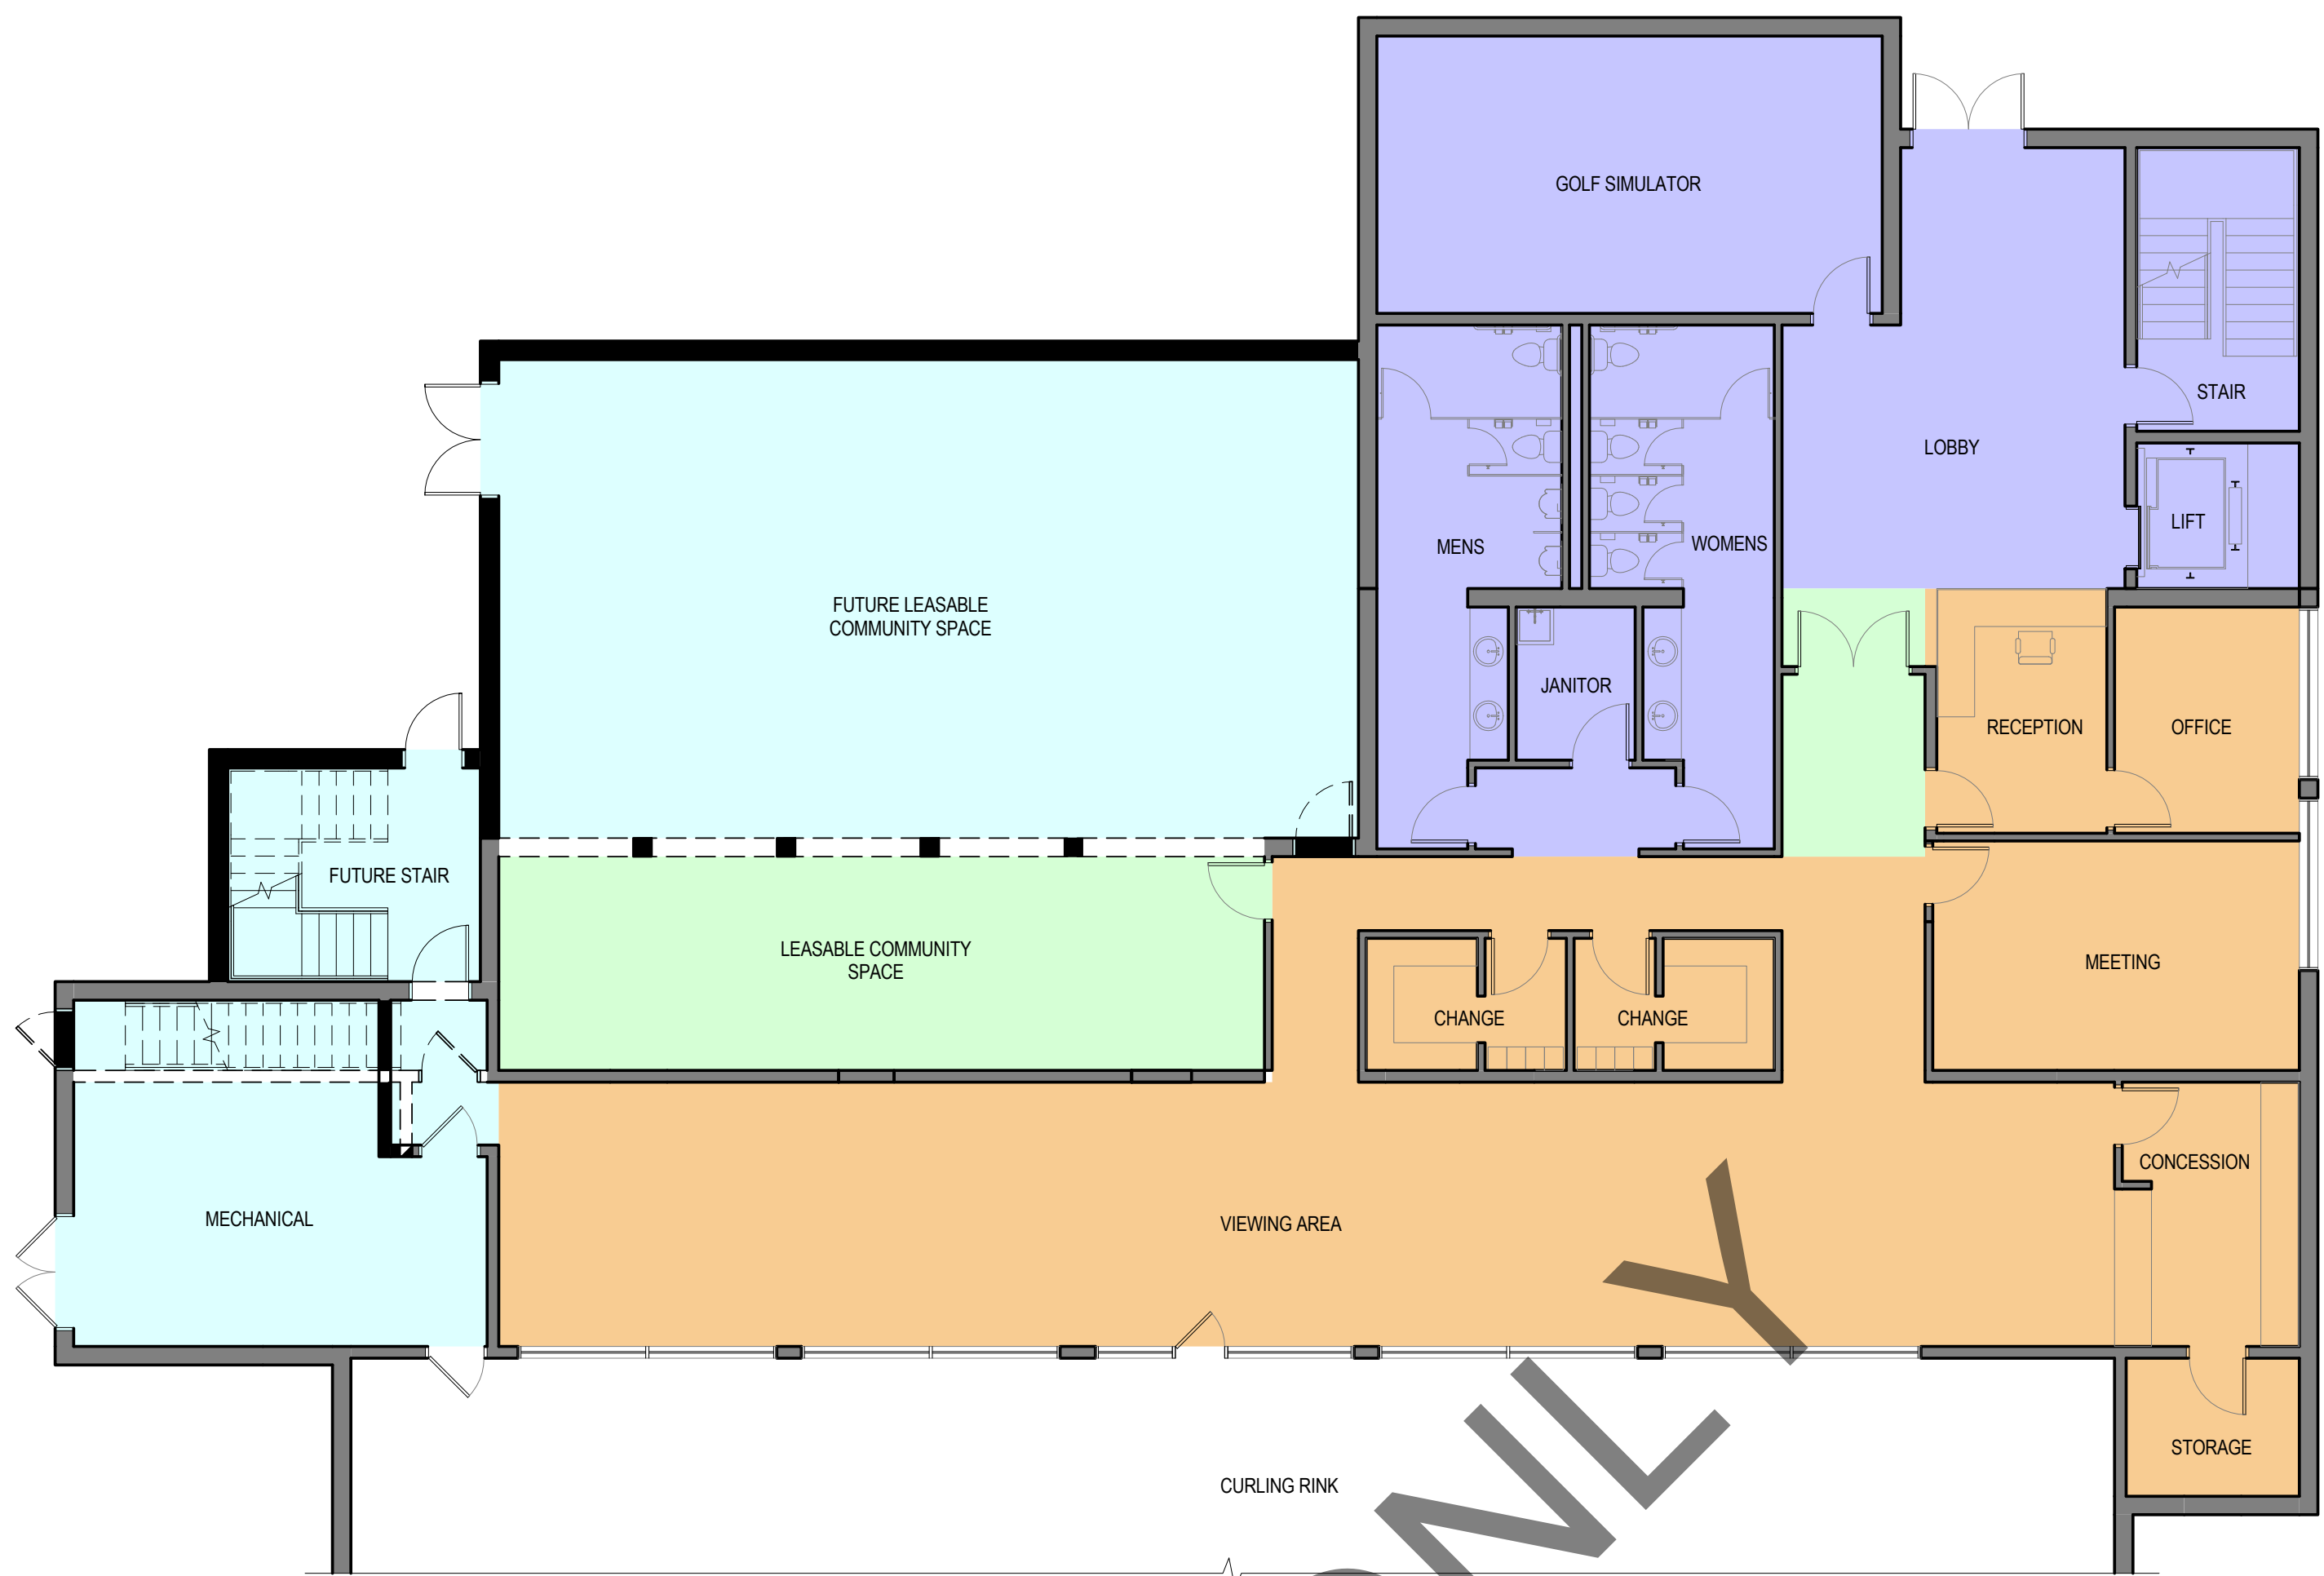 GOLF SIMULATOR
STAIR
LOBBY
LIFT
MENS
WOMENS
FUTURE LEASABLE
COMMUNITY SPACE
JANITOR
RECEPTION
OFFICE
FUTURE STAIR
LEASABLE COMMUNITY
SPACE
MEETING
CHANGE
CHANGE
CONCESSION
MECHANICAL
VIEWING AREA
STORAGE
CURLING RINK
NLY